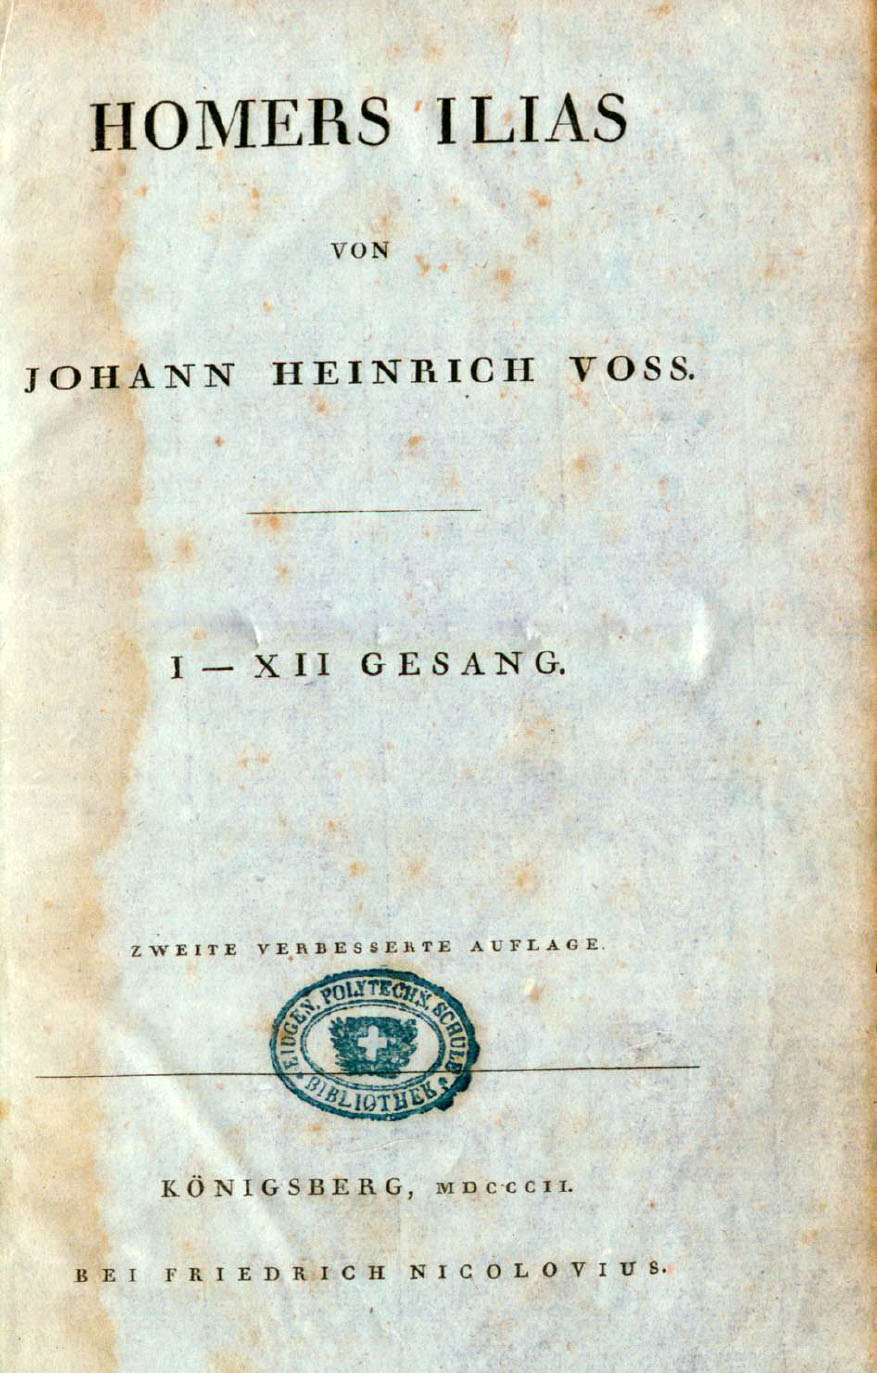 HOMERS ILIAS
VON
JOHANN HEINRICH VOSS.
I — XII GESANG.
ZWEITE VERBESSERTE AUFLAGE.
EIDGEN. POLYTECHN. SCHULE
* BIBLIOTHEK *
KÖNIGSBERG, MDCCCII.
BEI FRIEDRICH NICOLOVIUS.